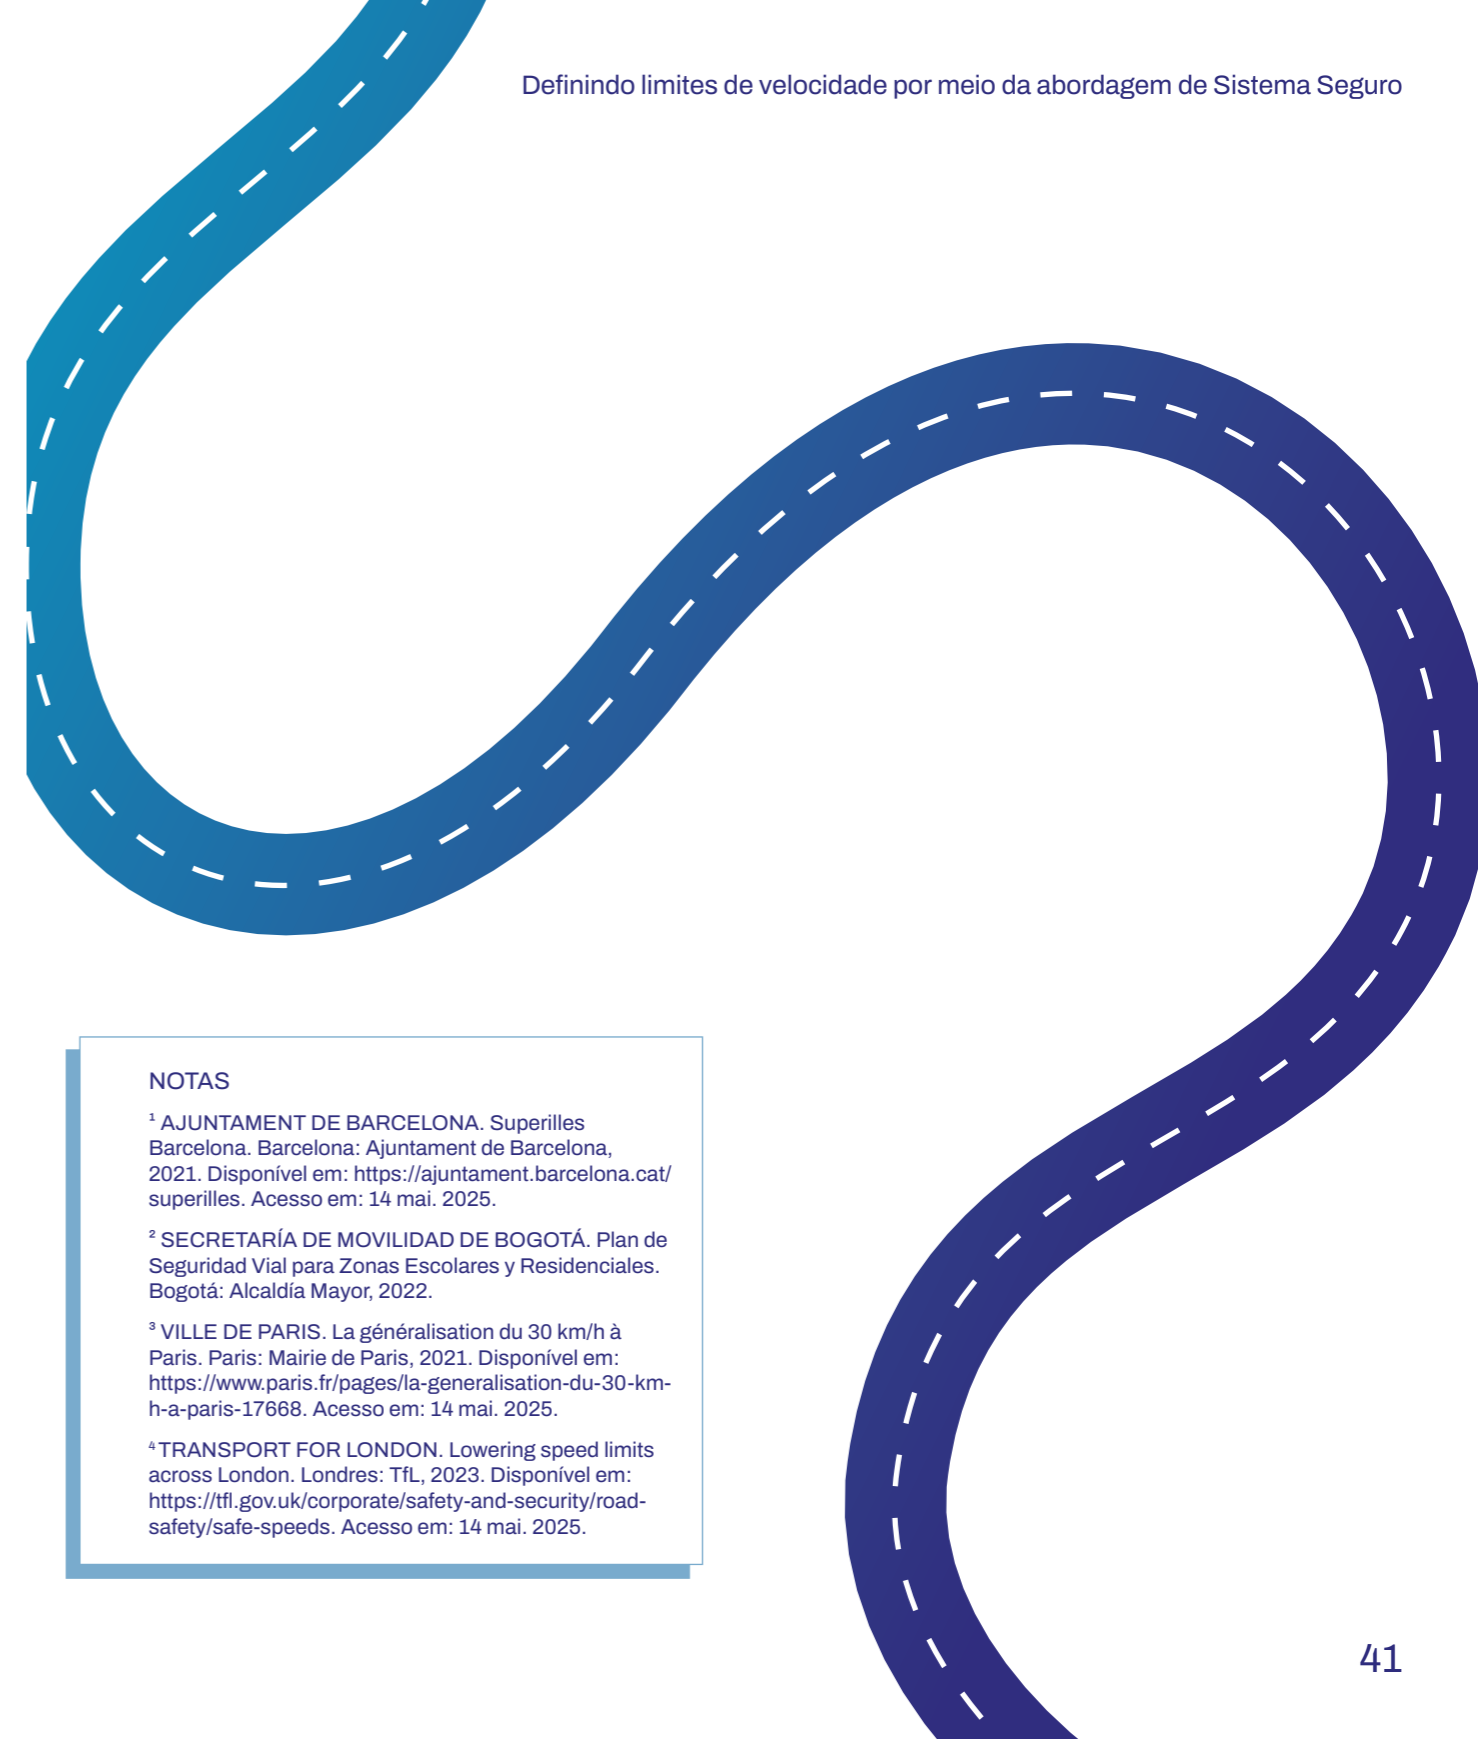 Definindo limites de velocidade por meio da abordagem de Sistema Seguro
NOTAS
¹ AJUNTAMENT DE BARCELONA. Superilles
Barcelona. Barcelona: Ajuntament de Barcelona,
2021. Disponível em: https://ajuntament.barcelona.cat/
superilles. Acesso em: 14 mai. 2025.
² SECRETARÍA DE MOVILIDAD DE BOGOTÁ. Plan de
Seguridad Vial para Zonas Escolares y Residenciales.
Bogotá: Alcaldía Mayor, 2022.
³ VILLE DE PARIS. La généralisation du 30 km/h à
Paris. Paris: Mairie de Paris, 2021. Disponível em:
https://www.paris.fr/pages/la-generalisation-du-30-km-
h-a-paris-17668. Acesso em: 14 mai. 2025.
⁴ TRANSPORT FOR LONDON. Lowering speed limits
across London. Londres: TfL, 2023. Disponível em:
https://tfl.gov.uk/corporate/safety-and-security/road-
safety/safe-speeds. Acesso em: 14 mai. 2025.
41